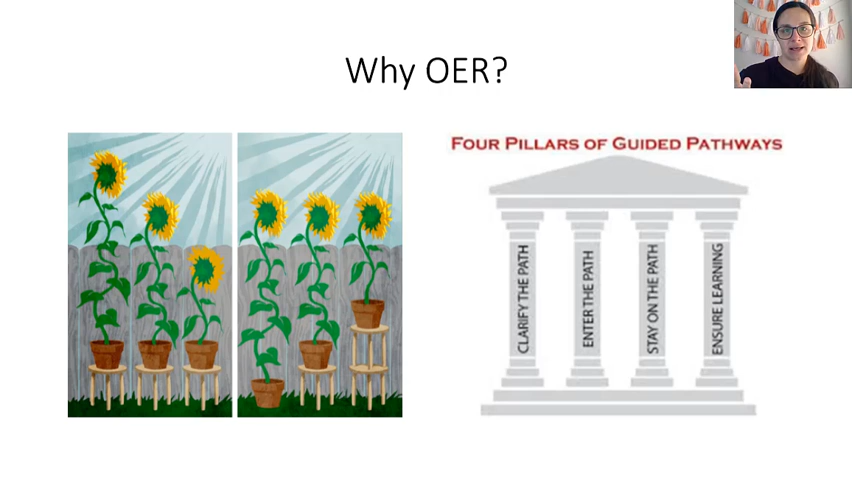 Why OER?
FOUR PILLARS OF GUIDED PATHWAYS
CLARIFY THE PATH
ENTER THE PATH
STAY ON THE PATH
ENSURE LEARNING